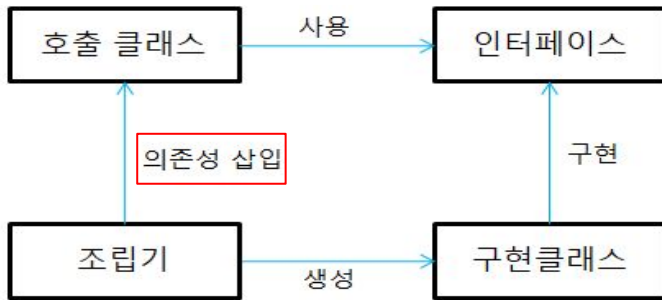 호출 클래스
사용
인터페이스
의존성 삽입
구현
조립기
생성
구현클래스